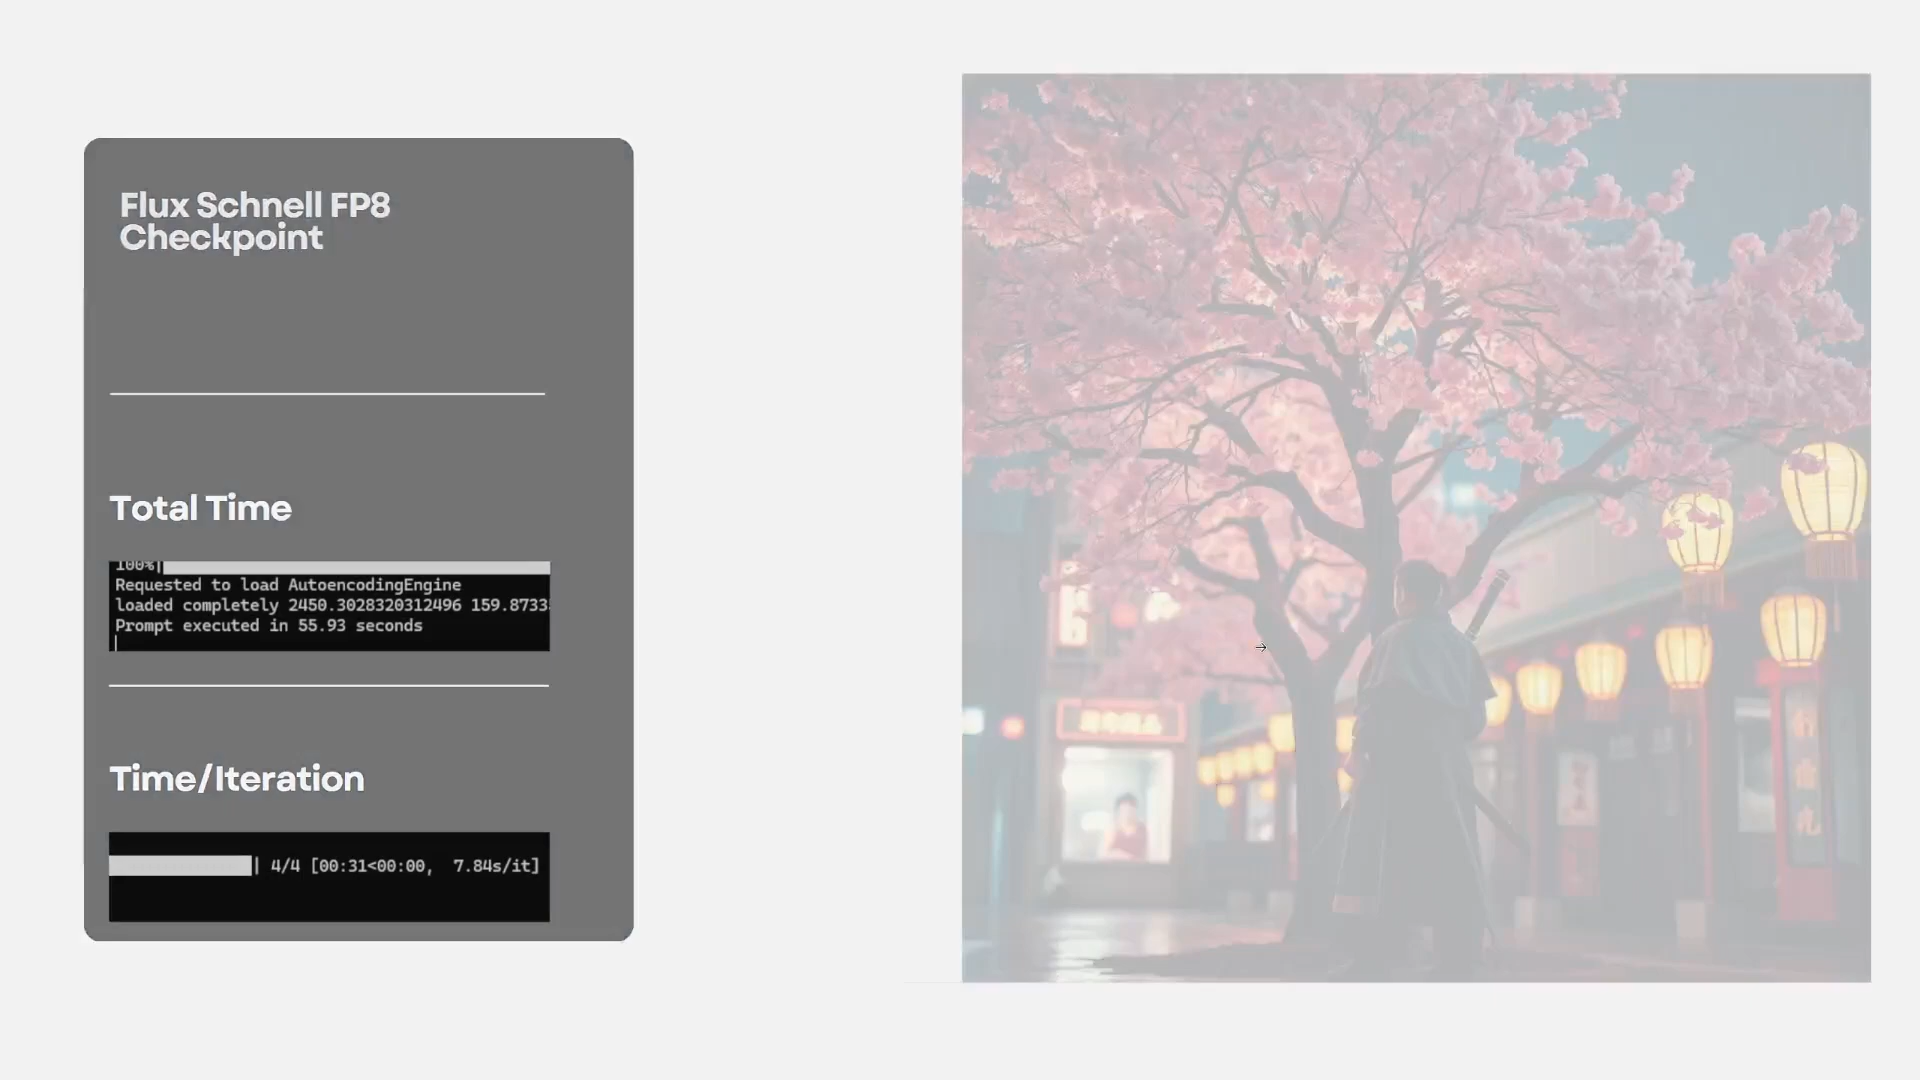 Flux Schnell FP8
Checkpoint
Total Time
100%|
Requested to load AutoencodingEngine
loaded completely 2450.3028320312496 159.8733
Prompt executed in 55.93 seconds
Time/Iteration
| 4/4 [00:31<00:00,  7.84s/it]